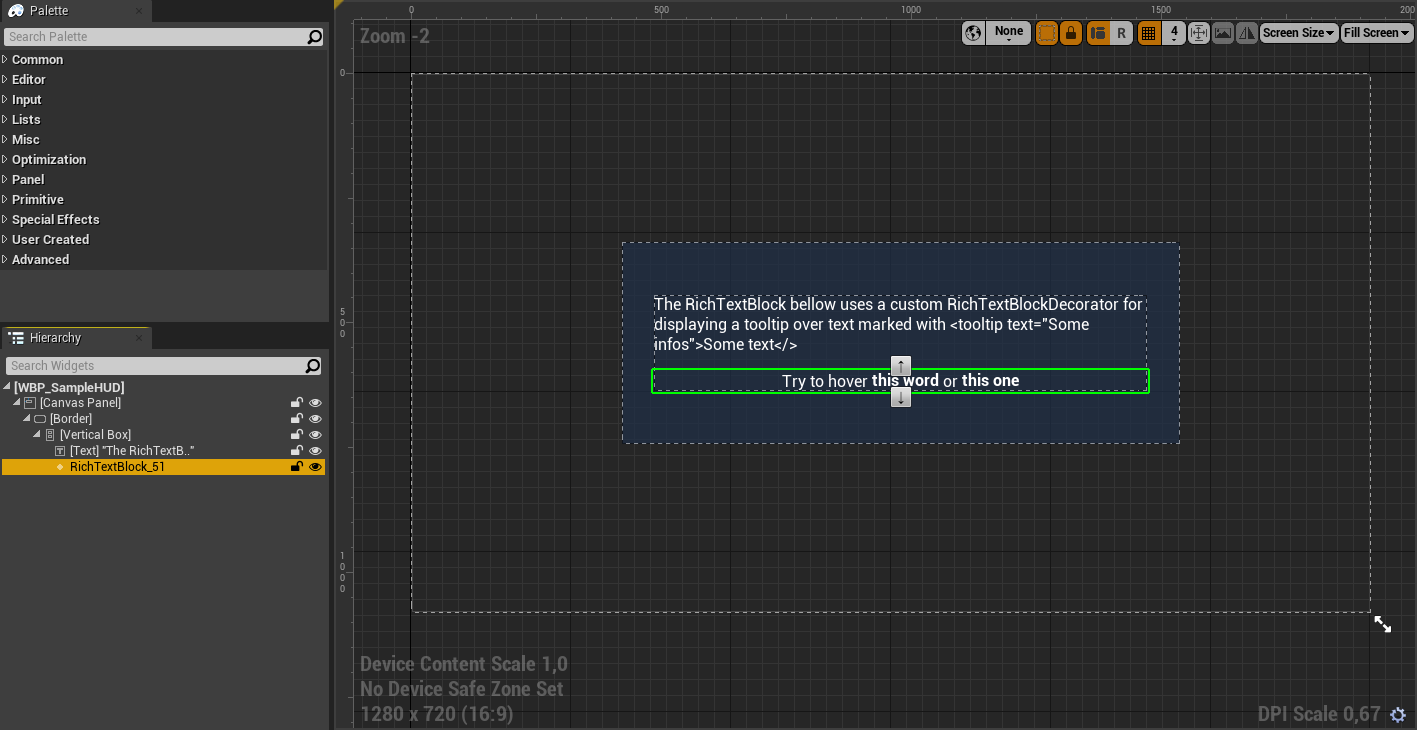 Palette
Search Palette
Common
Editor
Input
Lists
Misc
Optimization
Panel
Primitive
Special Effects
User Created
Advanced
Hierarchy
Search Widgets
[WBP_SampleHUD]
[Canvas Panel]
[Border]
[Vertical Box]
[Text] "The RichTextB.."
RichTextBlock_51
0
500
1000
1500
200
Zoom -2
None
R
4
Screen Size
Fill Screen
0
500
1000
The RichTextBlock bellow uses a custom RichTextBlockDecorator for
displaying a tooltip over text marked with <tooltip text="Some
infos">Some text</>
Try to hover this word or this one
Device Content Scale 1,0
No Device Safe Zone Set
1280 x 720 (16:9)
DPI Scale 0,67